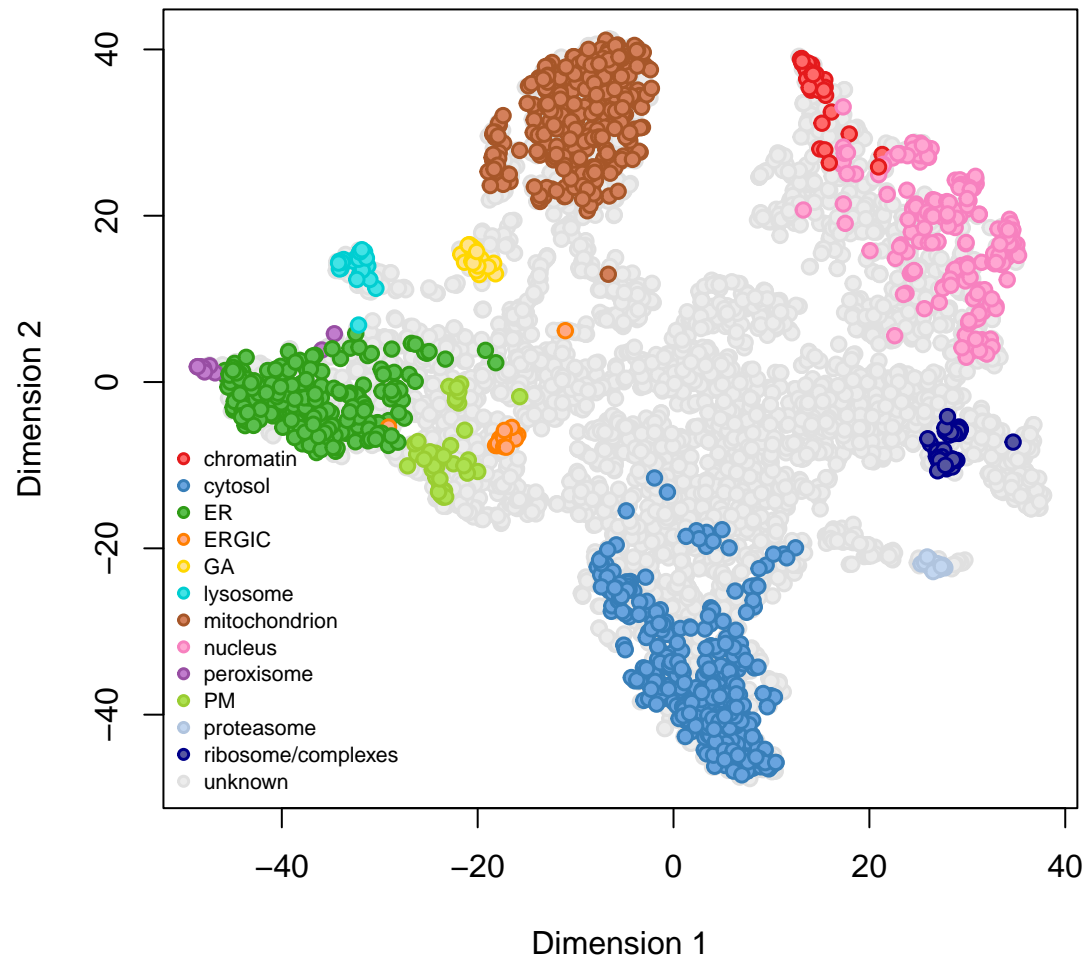 40
20
0
−20
−40
Dimension 2
chromatin
cytosol
ER
ERGIC
GA
lysosome
mitochondrion
nucleus
peroxisome
PM
proteasome
ribosome/complexes
unknown
−40 −20 0 20 40
Dimension 1